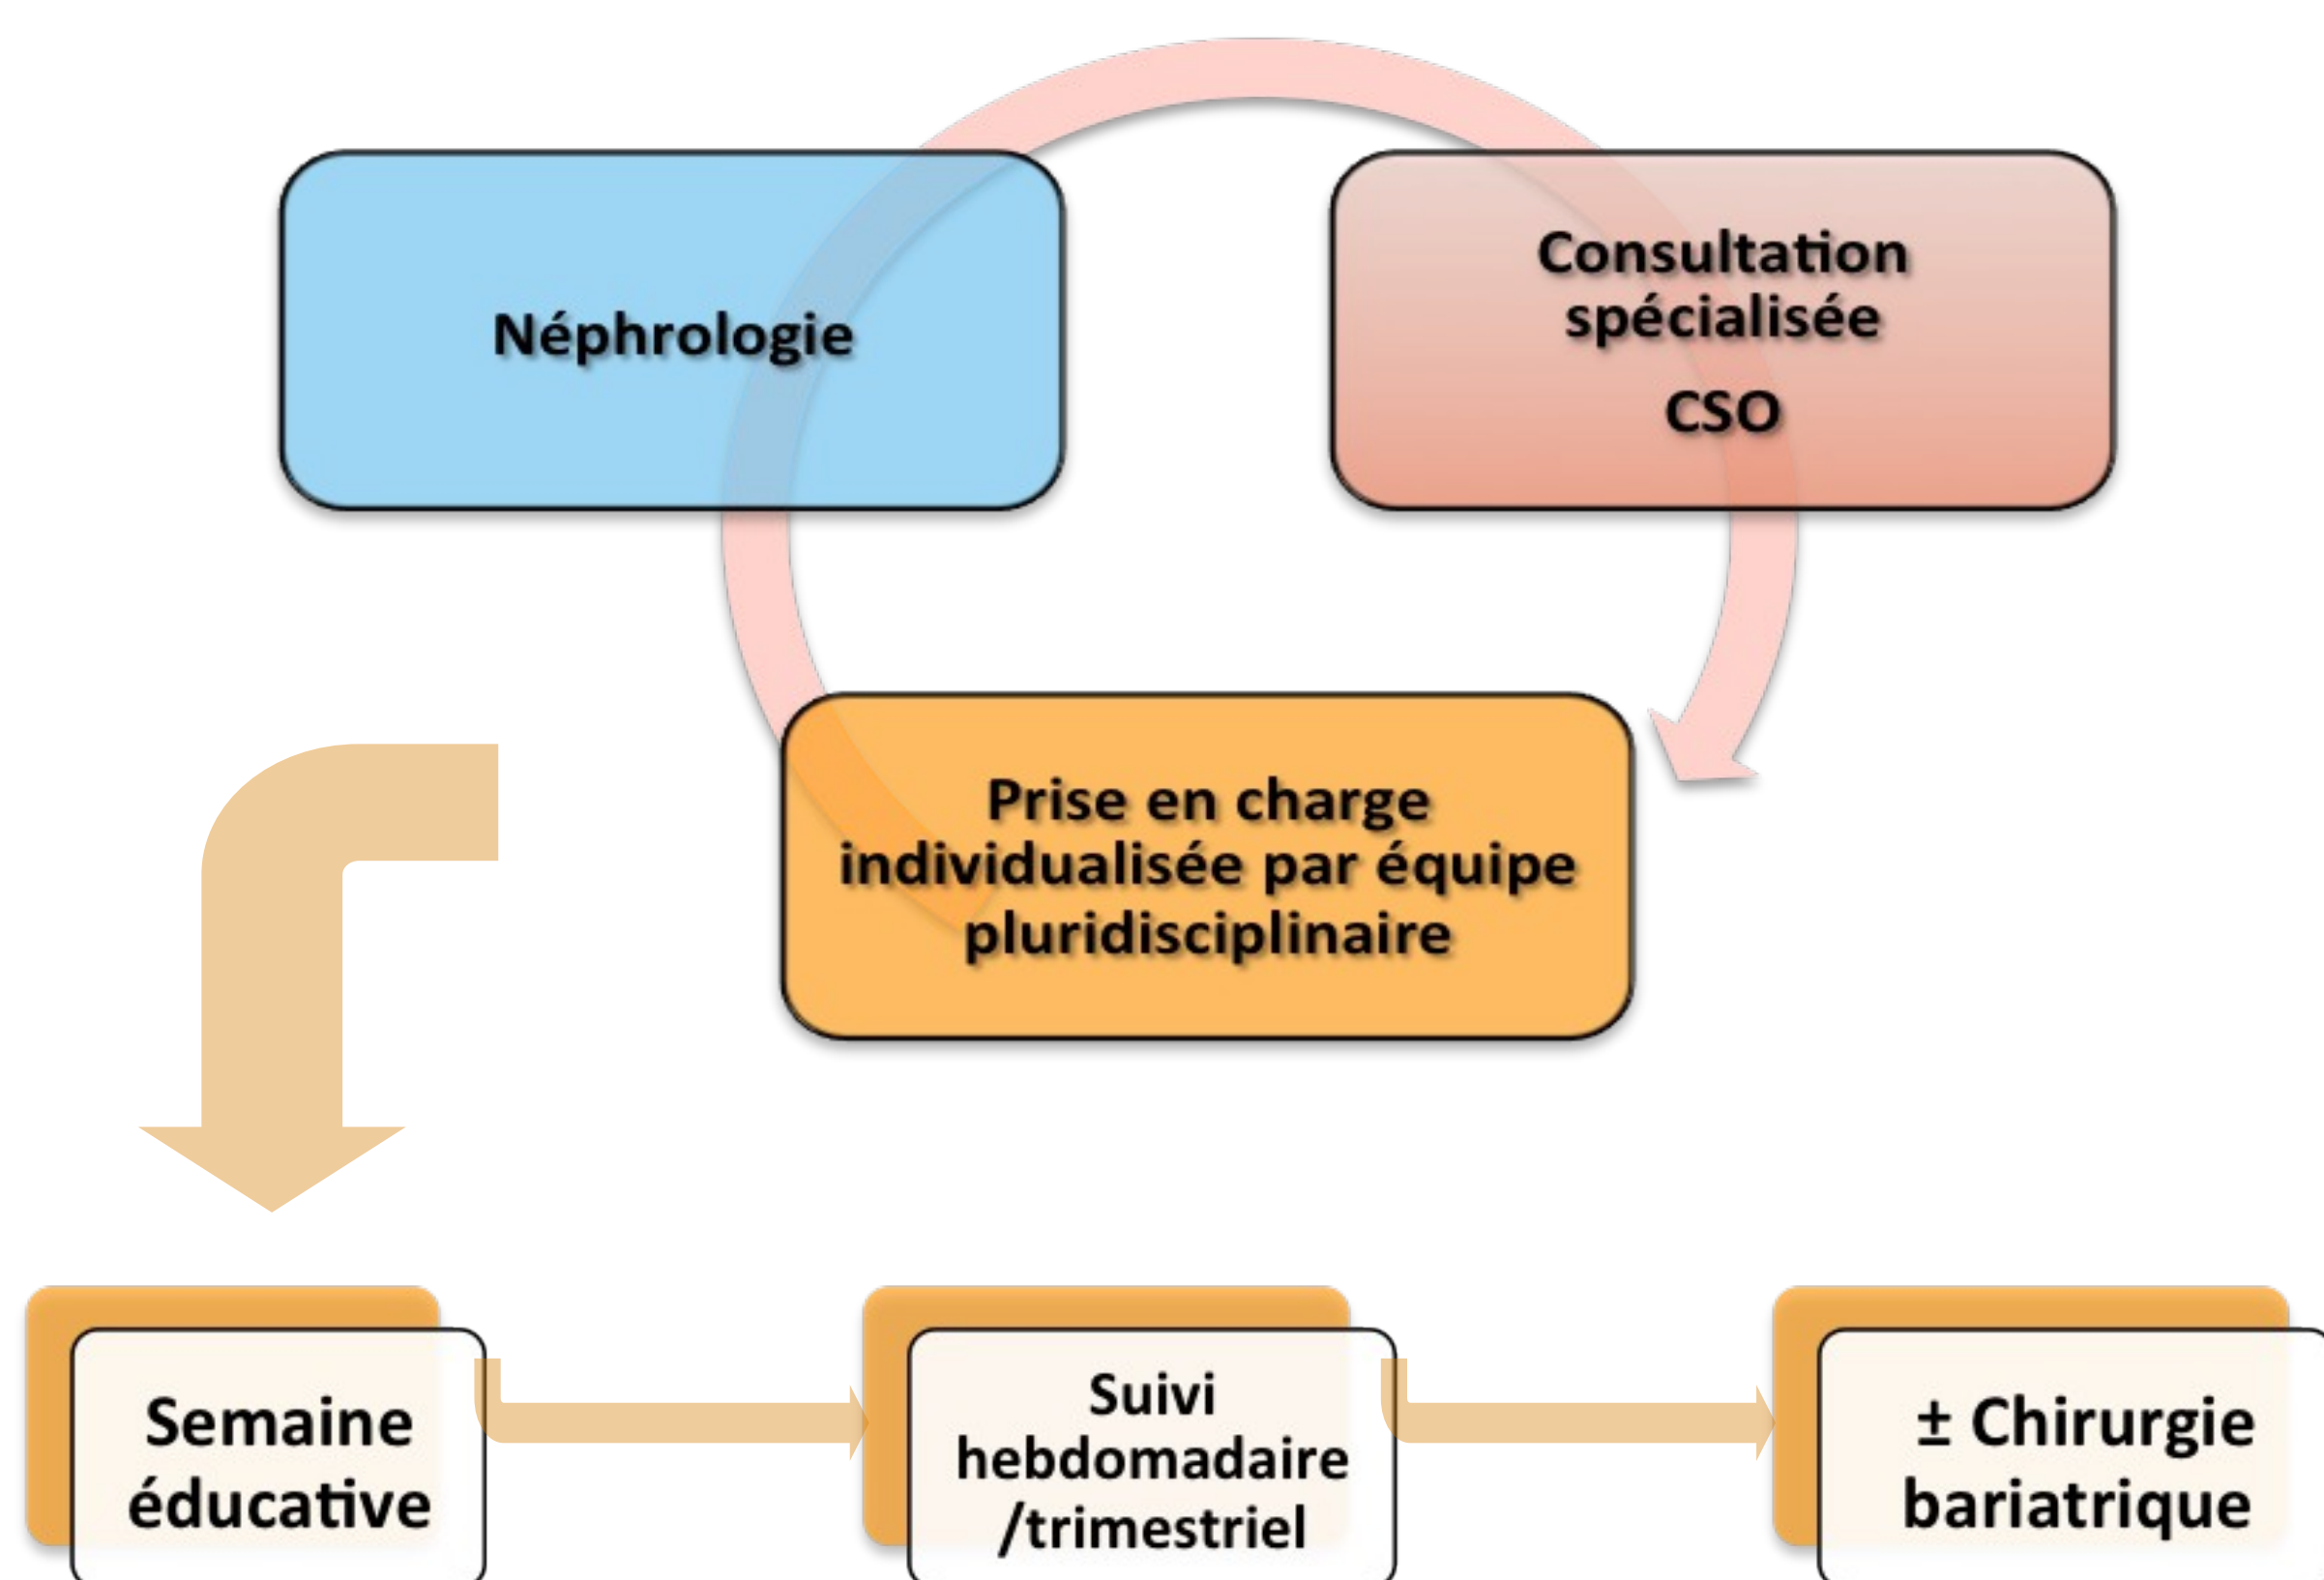 Néphrologie
Consultation
spécialisée
CSO
Prise en charge
individualisée par équipe
pluridisciplinaire
Semaine
éducative
Suivi
hebdomadaire
/trimestriel
± Chirurgie
bariatrique